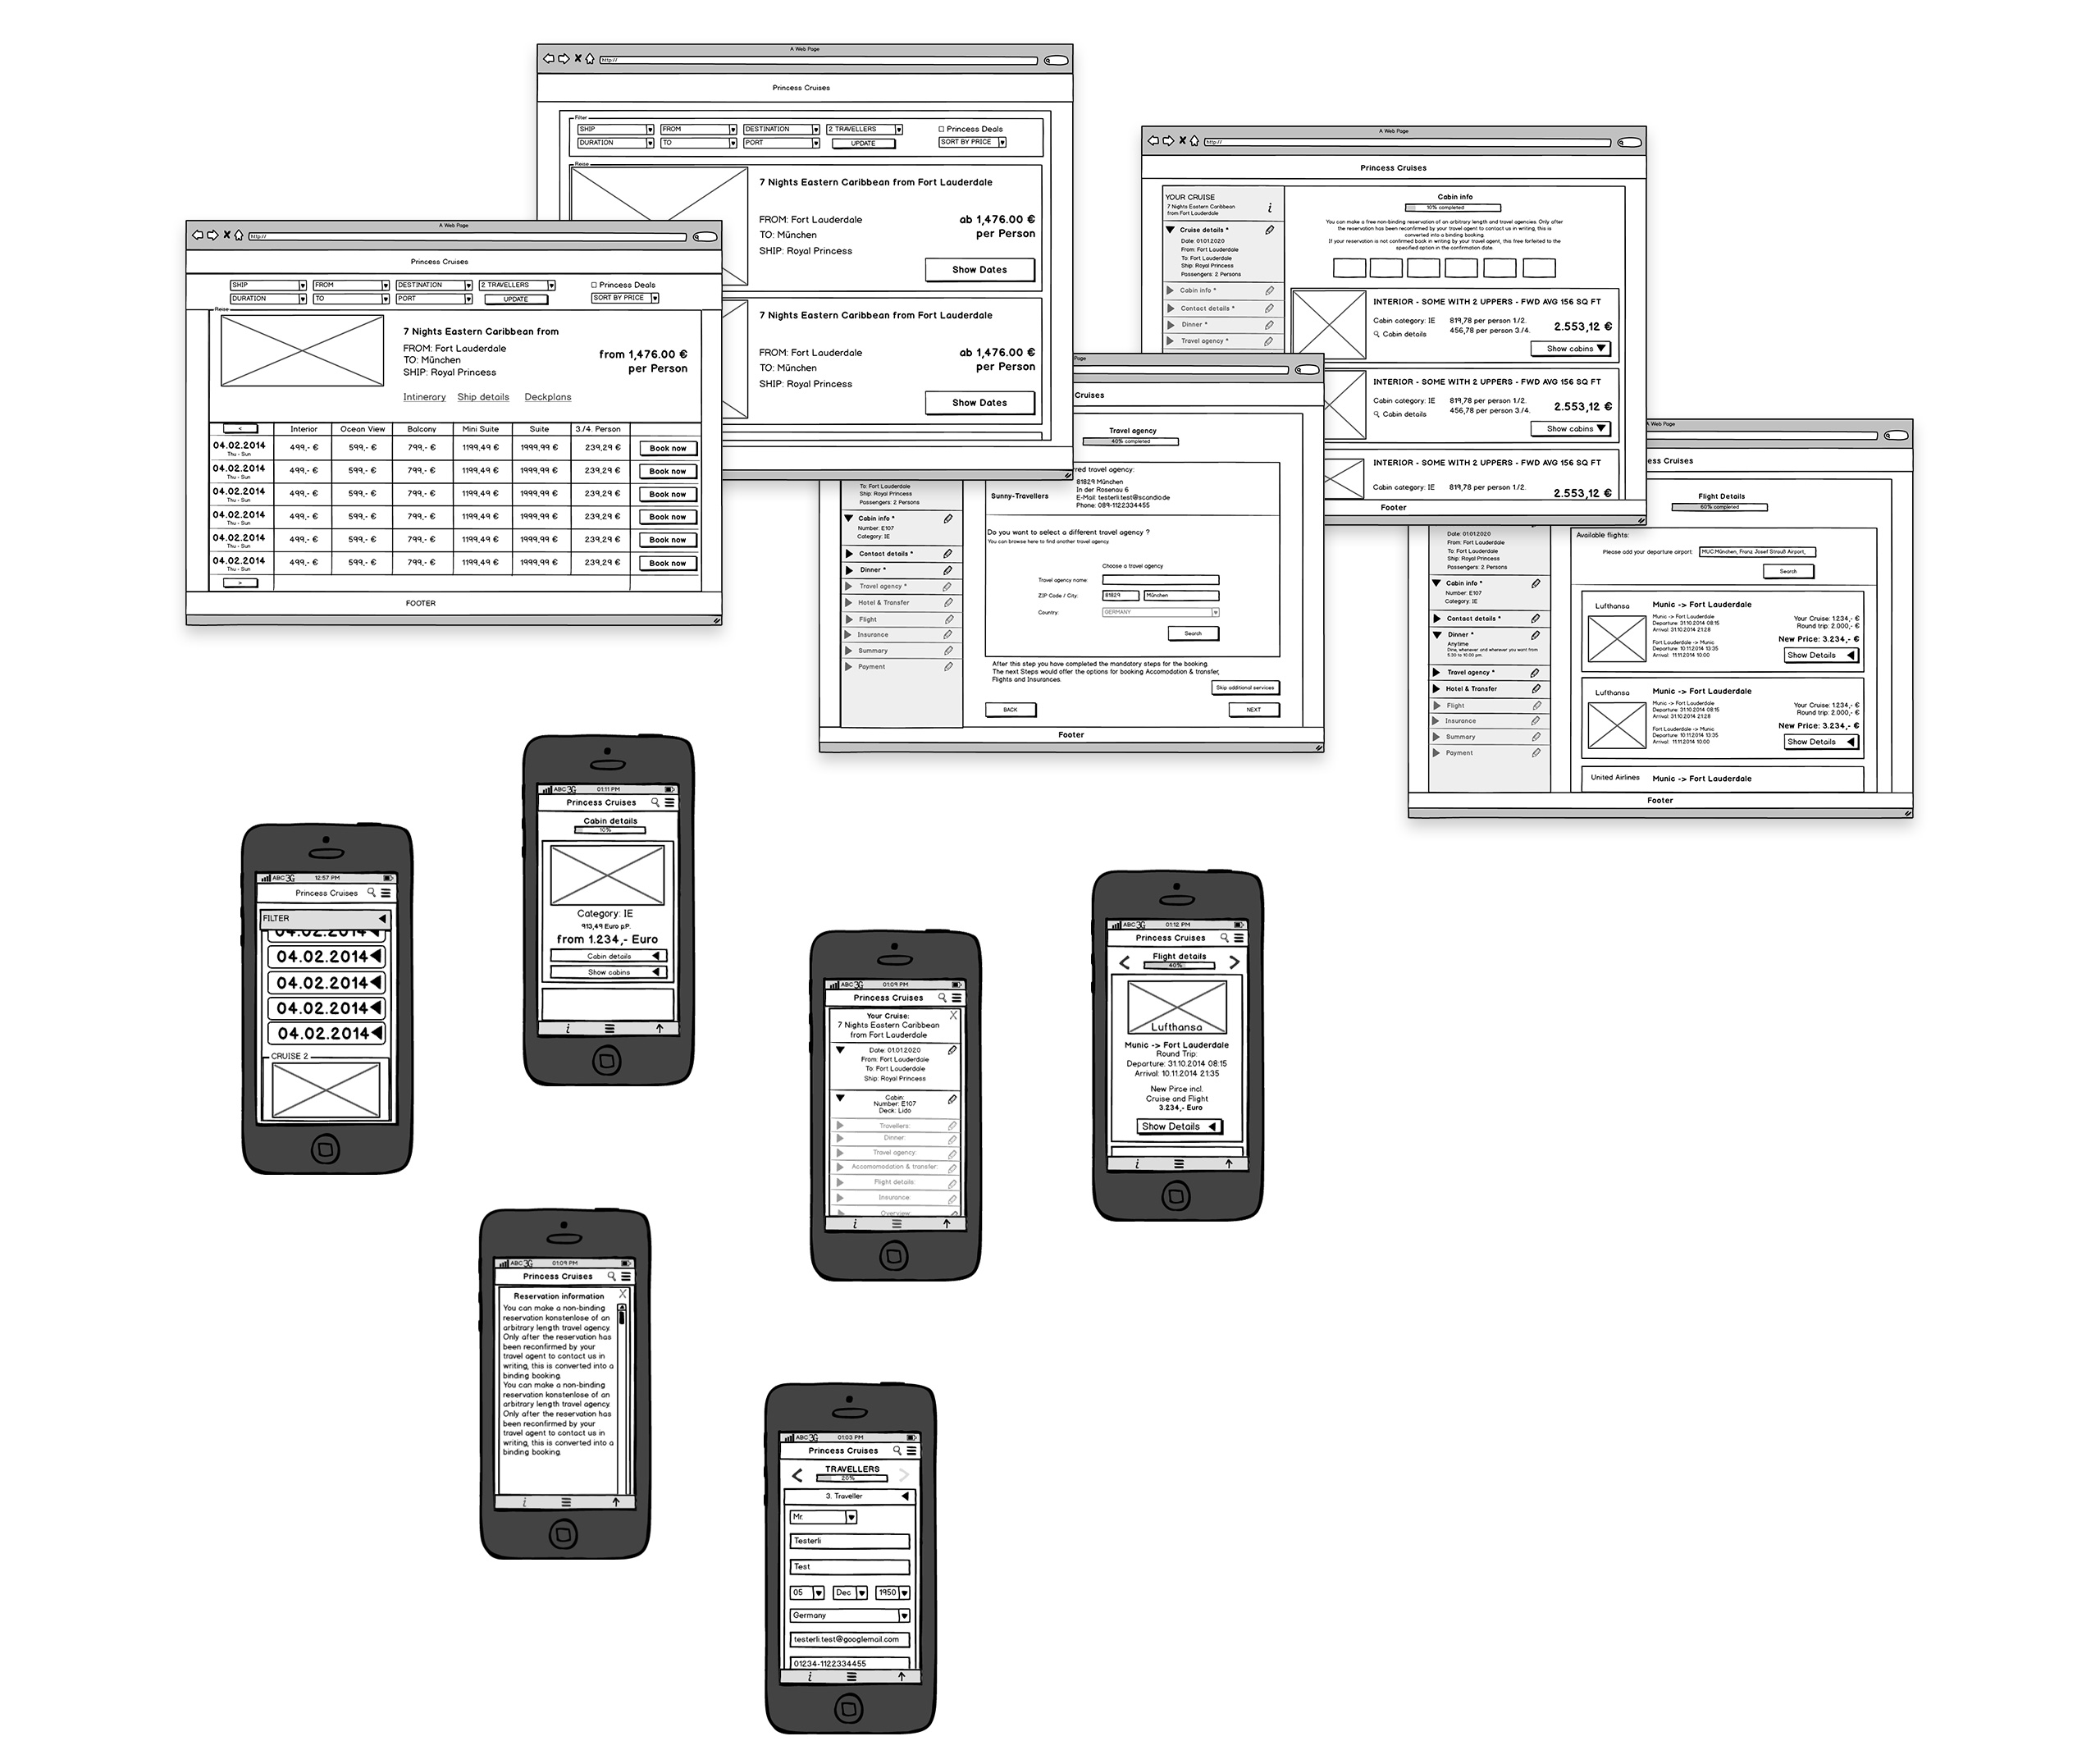 A Web Page
http://
Princess Cruises
Filter
SHIP FROM DESTINATION 2 TRAVELLERS Princess Deals
DURATION TO PORT UPDATE SORT BY PRICE
Reise
7 Nights Eastern Caribbean from Fort Lauderdale
FROM: Fort Lauderdale
TO: München
SHIP: Royal Princess
ab 1,476.00 €
per Person
Show Dates
7 Nights Eastern Caribbean from Fort Lauderdale
FROM: Fort Lauderdale
TO: München
SHIP: Royal Princess
ab 1,476.00 €
per Person
Show Dates
A Web Page
http://
Princess Cruises
SHIP FROM DESTINATION 2 TRAVELLERS Princess Deals
DURATION TO PORT UPDATE SORT BY PRICE
Reise
7 Nights Eastern Caribbean from
FROM: Fort Lauderdale
TO: München
SHIP: Royal Princess
from 1,476.00 €
per Person
Intinerary Ship details Deckplans
< Interior Ocean View Balcony Mini Suite Suite 3./4. Person
04.02.2014 499,- € 599,- € 799,- € 1199,49 € 1999,99 € 239,29 € Book now
Thu - Sun
04.02.2014 499,- € 599,- € 799,- € 1199,49 € 1999,99 € 239,29 € Book now
Thu - Sun
04.02.2014 499,- € 599,- € 799,- € 1199,49 € 1999,99 € 239,29 € Book now
Thu - Sun
04.02.2014 499,- € 599,- € 799,- € 1199,49 € 1999,99 € 239,29 € Book now
Thu - Sun
04.02.2014 499,- € 599,- € 799,- € 1199,49 € 1999,99 € 239,29 € Book now
Thu - Sun
04.02.2014 499,- € 599,- € 799,- € 1199,49 € 1999,99 € 239,29 € Book now
Thu - Sun
>
FOOTER
A Web Page
http://
Princess Cruises
YOUR CRUISE
7 Nights Eastern Caribbean
from Fort Lauderdale
i
Cruise details *
Date: 01.01.2020
From: Fort Lauderdale
To: Fort Lauderdale
Ship: Royal Princess
Passengers: 2 Persons
Cabin info *
Contact details *
Dinner *
Travel agency *
Cabin info
10% completed
You can make a free non-binding reservation of an arbitrary length and travel agencies. Only after
the reservation has been reconfirmed by your travel agent to contact us in writing, this is
converted into a binding booking.
If your reservation is not confirmed back in writing by your travel agent, this free forfeited to the
specified option in the confirmation date.
INTERIOR - SOME WITH 2 UPPERS - FWD AVG 156 SQ FT
Cabin category: IE 819,78 per person 1/2.
456,78 per person 3./4.
Cabin details
2.553,12 €
Show cabins
INTERIOR - SOME WITH 2 UPPERS - FWD AVG 156 SQ FT
Cabin category: IE 819,78 per person 1/2.
456,78 per person 3./4.
Cabin details
2.553,12 €
Show cabins
INTERIOR - SOME WITH 2 UPPERS - FWD AVG 156 SQ FT
Cabin category: IE 819,78 per person 1/2.
2.553,12 €
Footer
Page
Cruises
Travel agency
40% completed
travel agency:
Sunny-Travellers
81829 München
In der Rosenau 6
E-Mail: testerli.test@scandio.de
Phone: 089-1122334455
To: Fort Lauderdale
Ship: Royal Princess
Passengers: 2 Persons
Cabin info *
Number: E107
Category: IE
Contact details *
Dinner *
Travel agency *
Hotel & Transfer
Flight
Insurance
Summary
Payment
Do you want to select a different travel agency ?
You can browse here to find another travel agency
Choose a travel agency
Travel agency name:
ZIP Code / City: 81829 München
Country: GERMANY
Search
After this step you have completed the mandatory steps for the booking.
The next Steps would offer the options for booking Accomodation & transfer,
Flights and Insurances.
Skip additional services
BACK NEXT
Footer
A Web Page
Cruises
Flight Details
60% completed
Date: 01.01.2020
From: Fort Lauderdale
To: Fort Lauderdale
Ship: Royal Princess
Passengers: 2 Persons
Cabin info *
Number: E107
Category: IE
Contact details *
Dinner *
Anytime
Dine, whenever and wherever you want from
5.30 to 10.00 pm
Travel agency *
Hotel & Transfer
Flight
Insurance
Summary
Payment
Available flights:
Please add your departure airport: MUC München, Franz Josef Strauß Airport,
Search
Lufthansa
Munic -> Fort Lauderdale
Munic -> Fort Lauderdale
Departure: 31.10.2014 08:15
Arrival: 31.10.2014 21:28
Fort Lauderdale -> Munic
Departure: 10.11.2014 13:35
Arrival: 11.11.2014 10:00
Your Cruise: 1.234,- €
Round trip: 2.000,- €
New Price: 3.234,- €
Show Details
Lufthansa
Munic -> Fort Lauderdale
Munic -> Fort Lauderdale
Departure: 31.10.2014 08:15
Arrival: 31.10.2014 21:28
Fort Lauderdale -> Munic
Departure: 10.11.2014 13:35
Arrival: 11.11.2014 10:00
Your Cruise: 1.234,- €
Round trip: 2.000,- €
New Price: 3.234,- €
Show Details
United Airlines Munic -> Fort Lauderdale
Footer
ABC 3G 01:11 PM
Princess Cruises
Cabin details
10%
Category: IE
913,49 Euro p.P.
from 1.234,- Euro
Cabin details
Show cabins
i
ABC 3G 12:57 PM
Princess Cruises
FILTER
04.02.2014
04.02.2014
04.02.2014
04.02.2014
04.02.2014
CRUISE 2
ABC 3G 01:12 PM
Princess Cruises
< Flight details >
40%
Lufthansa
Munic -> Fort Lauderdale
Round Trip:
Departure: 31.10.2014 08:15
Arrival: 10.11.2014 21:35
New Pirce incl.
Cruise and Flight
3.234,- Euro
Show Details
i
ABC 3G 01:09 PM
Princess Cruises
Your Cruise: X
7 Nights Eastern Caribbean
from Fort Lauderdale
Date: 01.01.2020
From: Fort Lauderdale
To: Fort Lauderdale
Ship: Royal Princess
Cabin:
Number: E107
Deck: Lido
Travellers:
Dinner:
Travel agency:
Accomomodation & transfer:
Flight details:
Insurance:
Overview:
i
ABC 3G 01:09 PM
Princess Cruises
Reservation information X
You can make a non-binding
reservation konstenlose of an
arbitrary length travel agency.
Only after the reservation has
been reconfirmed by your
travel agent to contact us in
writing, this is converted into a
binding booking.
You can make a non-binding
reservation konstenlose of an
arbitrary length travel agency.
Only after the reservation has
been reconfirmed by your
travel agent to contact us in
writing, this is converted into a
binding booking.
i
ABC 3G 01:03 PM
Princess Cruises
< TRAVELLERS >
20%
3. Traveller
Mr.
Testerli
Test
05 Dec 1950
Germany
testerli.test@googlemail.com
01234-1122334455
i